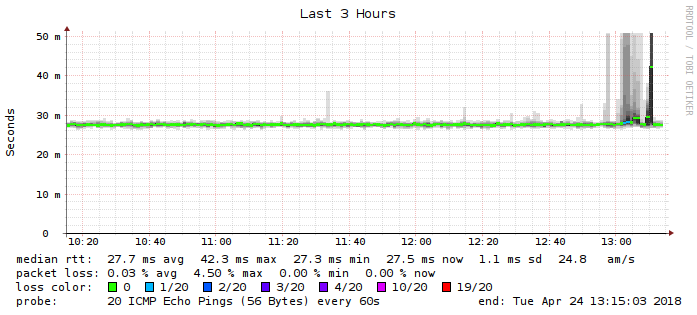 Last 3 Hours
RRDTOOL / TOBI OETIKER
Seconds
50 m
40 m
30 m
20 m
10 m
0
10:20 10:40 11:00 11:20 11:40 12:00 12:20 12:40 13:00
median rtt: 27.7 ms avg 42.3 ms max 27.3 ms min 27.5 ms now 1.1 ms sd 24.8 am/s
packet loss: 0.03 % avg 4.50 % max 0.00 % min 0.00 % now
loss color: 0 1/20 2/20 3/20 4/20 10/20 19/20
probe: 20 ICMP Echo Pings (56 Bytes) every 60s end: Tue Apr 24 13:15:03 2018